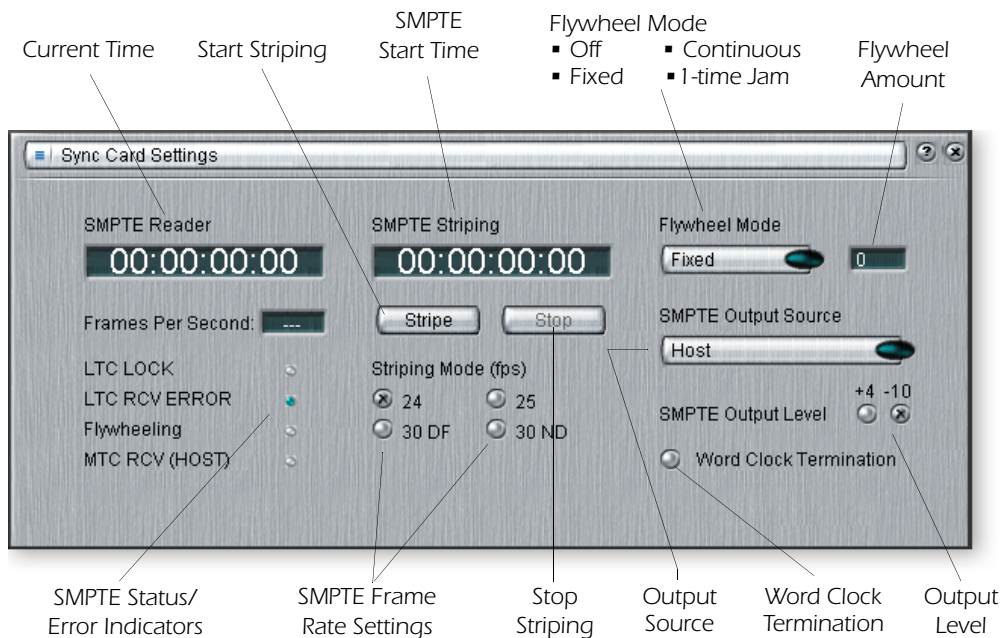 Current Time
Start Striping
SMPTE
Start Time
Flywheel Mode
▪ Off ▪ Continuous
▪ Fixed ▪ 1-time Jam
Flywheel
Amount
Sync Card Settings
SMPTE Reader
00:00:00:00
Frames Per Second: ---
LTC LOCK
LTC RCV ERROR
Flywheeling
MTC RCV (HOST)
SMPTE Striping
00:00:00:00
Stripe Stop
Striping Mode (fps)
24 25
30 DF 30 ND
Flywheel Mode
Fixed 0
SMPTE Output Source
Host
+4 -10
SMPTE Output Level
Word Clock Termination
SMPTE Status/
Error Indicators
SMPTE Frame
Rate Settings
Stop
Striping
Output
Source
Word Clock
Termination
Output
Level